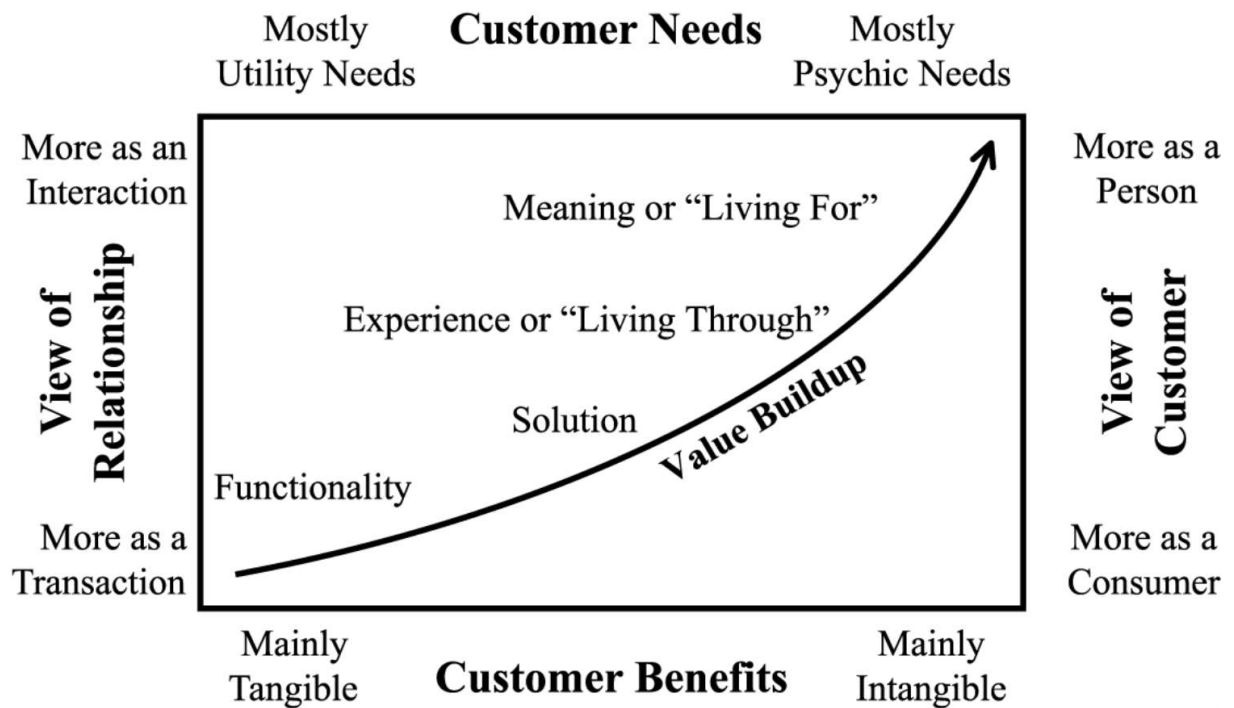 Mostly
Utility Needs
Customer Needs
Mostly
Psychic Needs
More as an
Interaction
View of
Relationship
More as a
Transaction
Meaning or “Living For”
Experience or “Living Through”
Solution
Functionality
Value Buildup
More as a
Person
View of
Customer
More as a
Consumer
Mainly
Tangible
Customer Benefits
Mainly
Intangible